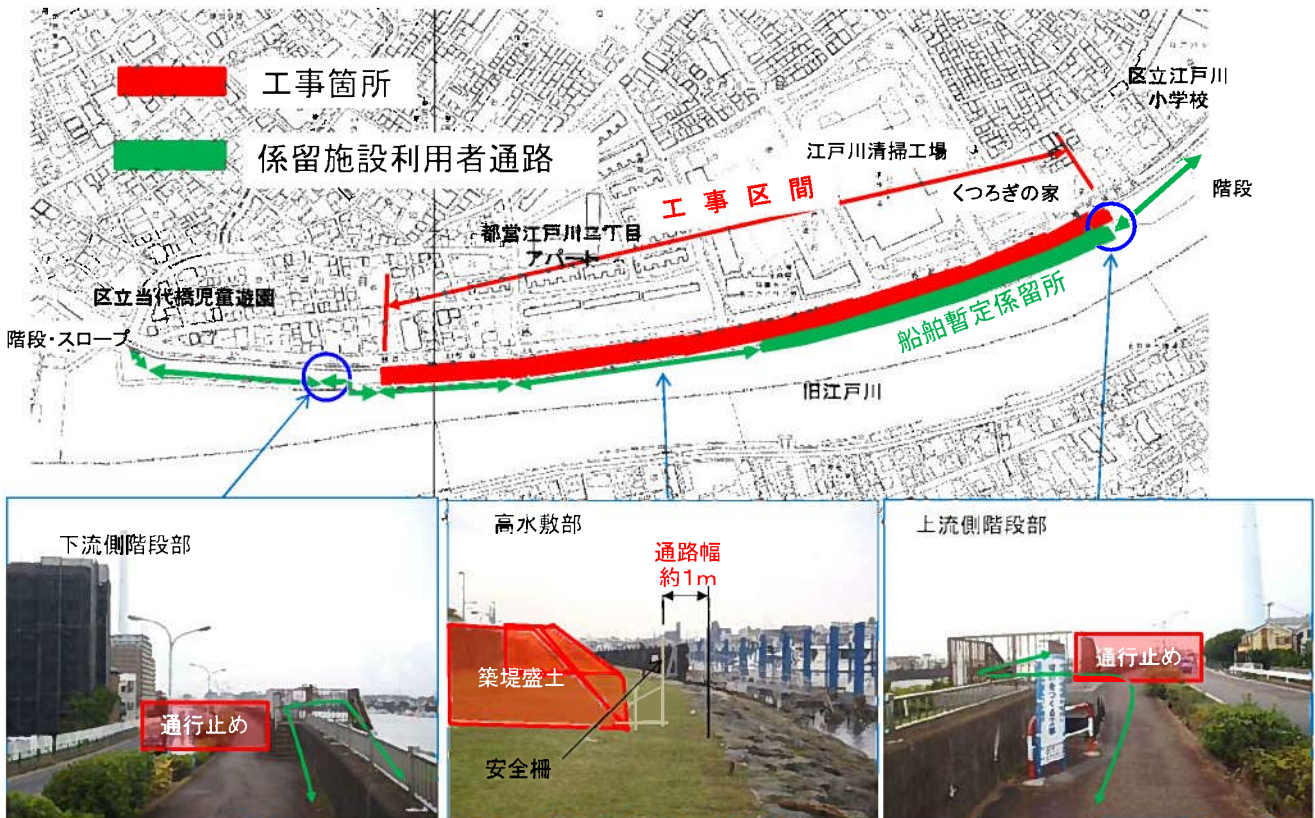 工事箇所
係留施設利用者通路
区立江戸川
小学校
江戸川清掃工場
工事区間
くつろぎの家
階段
都営江戸川二丁目
アパート
区立当代橋児童遊園
階段・スロープ
船舶暫定係留所
旧江戸川
下流側階段部
通行止め
高水敷部
通路幅
約1m
築堤盛土
安全柵
上流側階段部
通行止め